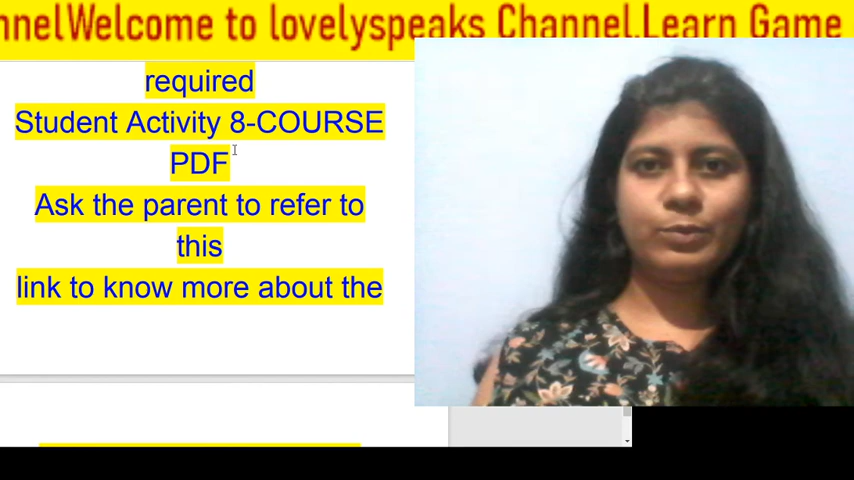 nnelWelcome to lovelyspeaks Channel.Learn Game
required
Student Activity 8-COURSE
PDF
Ask the parent to refer to
this
link to know more about the